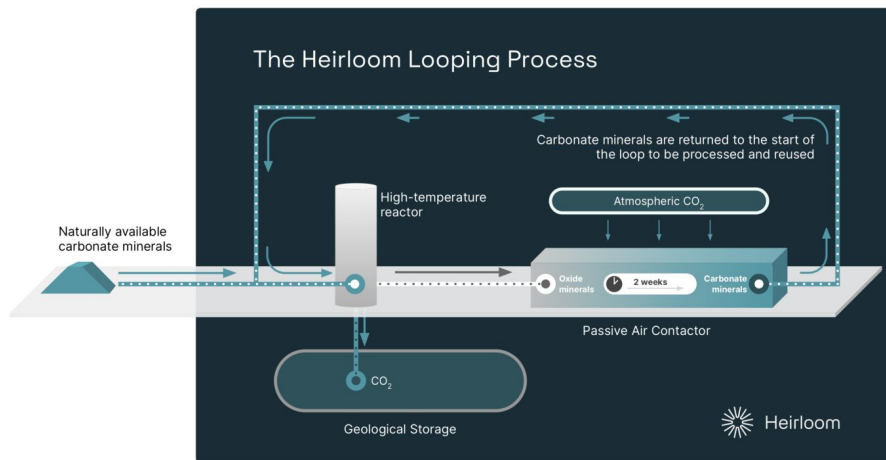 The Heirloom Looping Process
Carbonate minerals are returned to the start of
the loop to be processed and reused
High-temperature
reactor
Atmospheric CO₂
Naturally available
carbonate minerals
Oxide
minerals
2 weeks
Carbonate
minerals
Passive Air Contactor
CO₂
Geological Storage
Heirloom